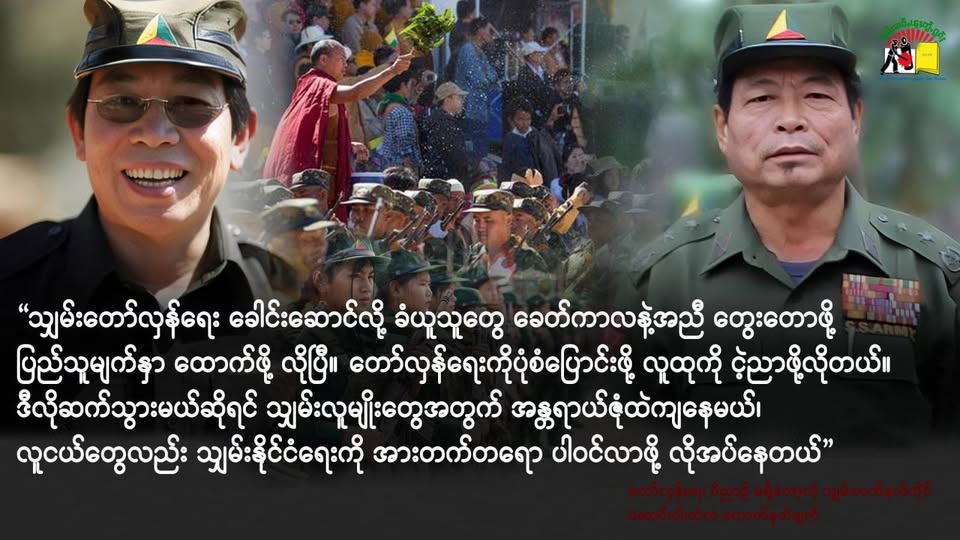 “သျှမ်းတော်လှန်ရေး ခေါင်းဆောင်လို့ ခံယူသူတွေ ခေတ်ကာလနဲ့အညီ တွေးတောဖို့
ပြည်သူမျက်နှာ ထောက်ဖို့ လိုပြီ။ တော်လှန်ရေးကိုပုံစံပြောင်းဖို့ လူထုကို ငဲ့ညာဖို့လိုတယ်။
ဒီလိုဆက်သွားမယ်ဆိုရင် သျှမ်းလူမျိုးတွေအတွက် အန္တရာယ်ဇုံထဲကျနေမယ်၊
လူငယ်တွေလည်း သျှမ်းနိုင်ငံရေးကို အားတက်တရော ပါဝင်လာဖို့ လိုအပ်နေတယ်”
S.S.ARMY